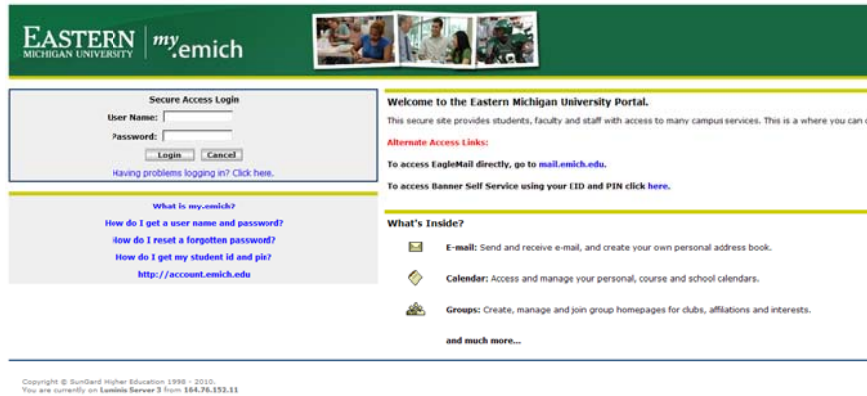 EASTERN
MICHIGAN UNIVERSITY
my.emich
Secure Access Login
User Name:
Password:
Login Cancel
Having problems logging in? Click here.
What is my.emich?
How do I get a user name and password?
How do I reset a forgotten password?
How do I get my student id and pin?
http://account.emich.edu
Welcome to the Eastern Michigan University Portal.
This secure site provides students, faculty and staff with access to many campus services. This is a where you can
Alternate Access Links:
To access EagleMail directly, go to mail.emich.edu.
To access Banner Self Service using your EID and PIN click here.
What's Inside?
E-mail: Send and receive e-mail, and create your own personal address book.
Calendar: Access and manage your personal, course and school calendars.
Groups: Create, manage and join group homepages for clubs, affilations and interests.
and much more...
Copyright © SunGard Higher Education 1998 - 2010.
You are currently on Luminis Server 3 from 164.76.152.11